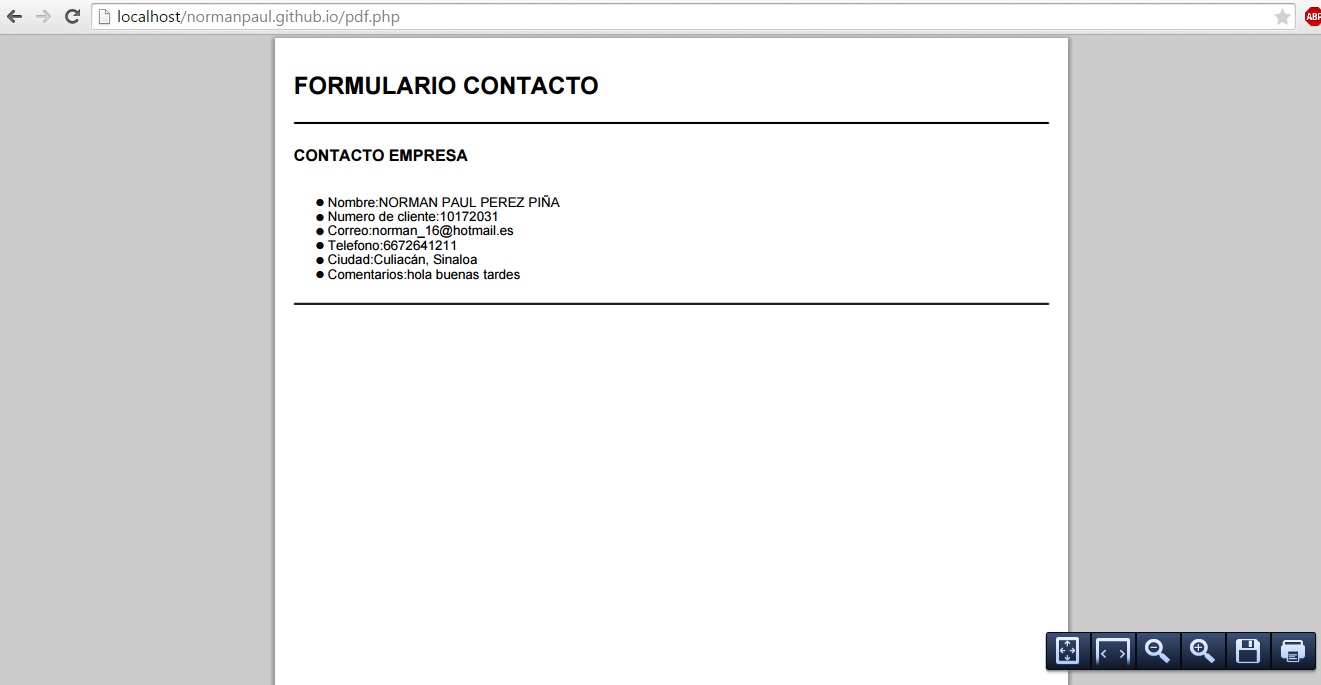 localhost/normanpaul.github.io/pdf.php
ABP
FORMULARIO CONTACTO
CONTACTO EMPRESA
● Nombre:NORMAN PAUL PEREZ PIÑA
● Numero de cliente:10172031
● Correo:norman_16@hotmail.es
● Telefono:6672641211
● Ciudad:Culiacán, Sinaloa
● Comentarios:hola buenas tardes